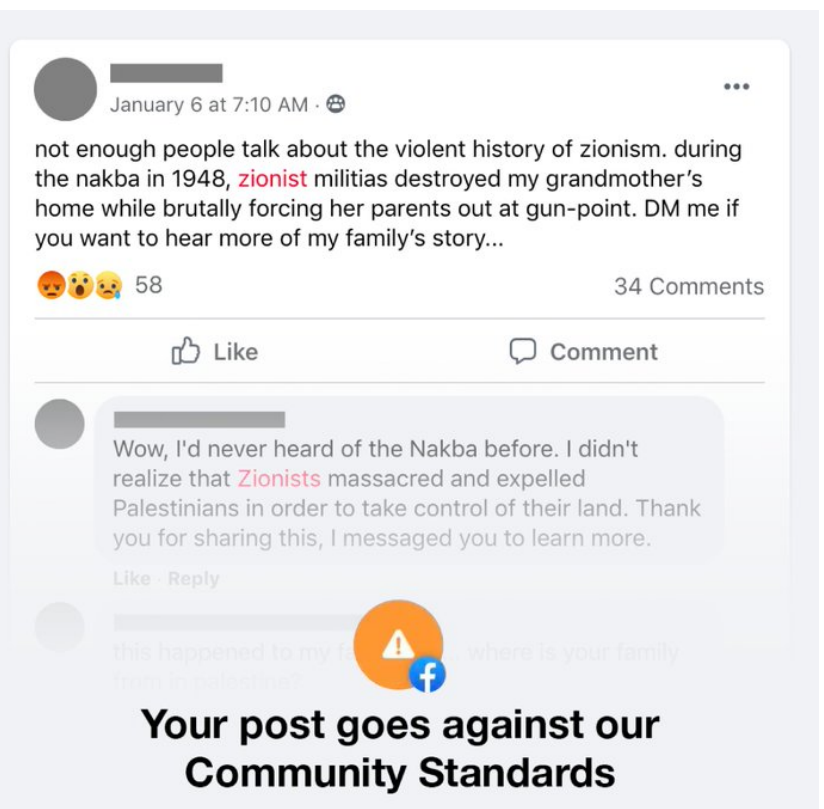 January 6 at 7:10 AM ·
not enough people talk about the violent history of zionism. during
the nakba in 1948, zionist militias destroyed my grandmother's
home while brutally forcing her parents out at gun-point. DM me if
you want to hear more of my family's story...
58
34 Comments
Like
Comment
Wow, I'd never heard of the Nakba before. I didn't
realize that Zionists massacred and expelled
Palestinians in order to take control of their land. Thank
you for sharing this, I messaged you to learn more.
Like · Reply
this happened to my ... where is your family
from in palestine?
Your post goes against our
Community Standards